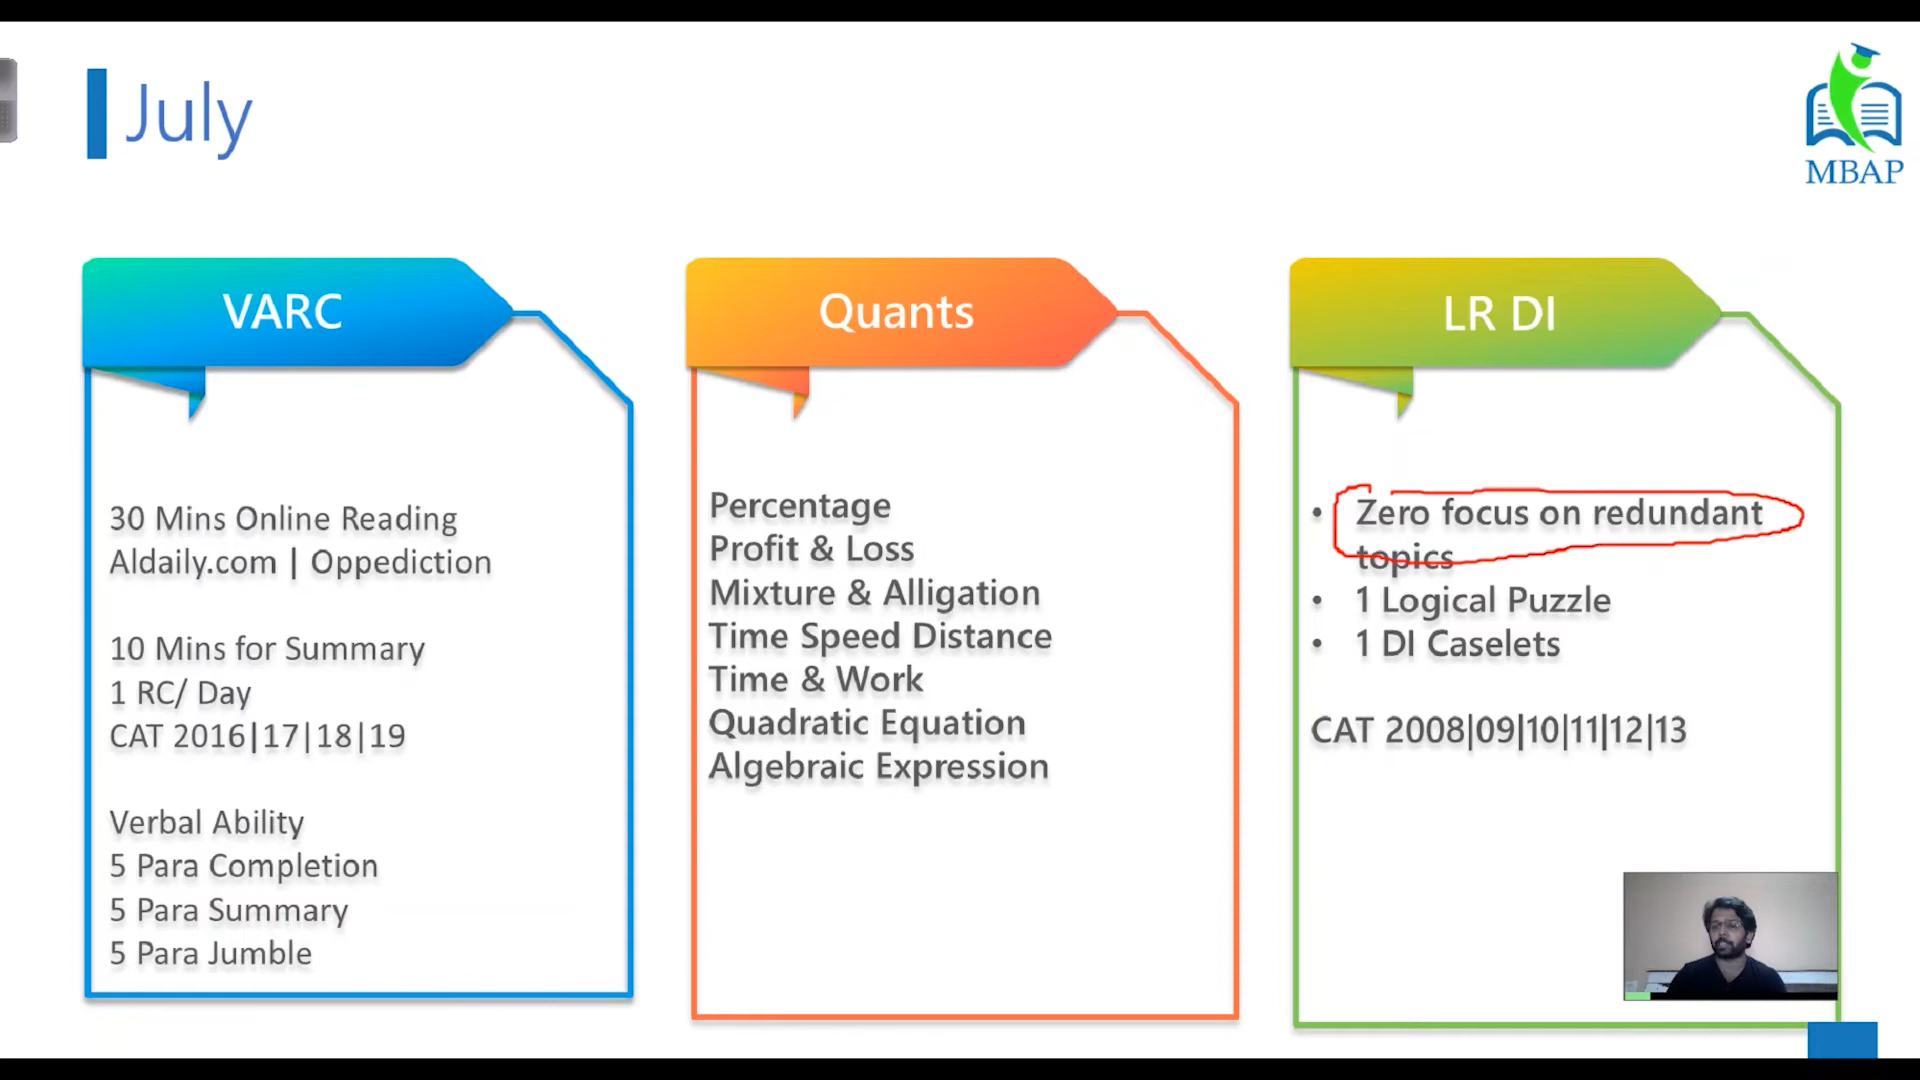 July
MBAP
VARC
30 Mins Online Reading
Aldaily.com | Oppediction
10 Mins for Summary
1 RC/ Day
CAT 2016|17|18|19
Verbal Ability
5 Para Completion
5 Para Summary
5 Para Jumble
Quants
Percentage
Profit & Loss
Mixture & Alligation
Time Speed Distance
Time & Work
Quadratic Equation
Algebraic Expression
LR DI
• Zero focus on redundant
topics
• 1 Logical Puzzle
• 1 DI Caselets
CAT 2008|09|10|11|12|13